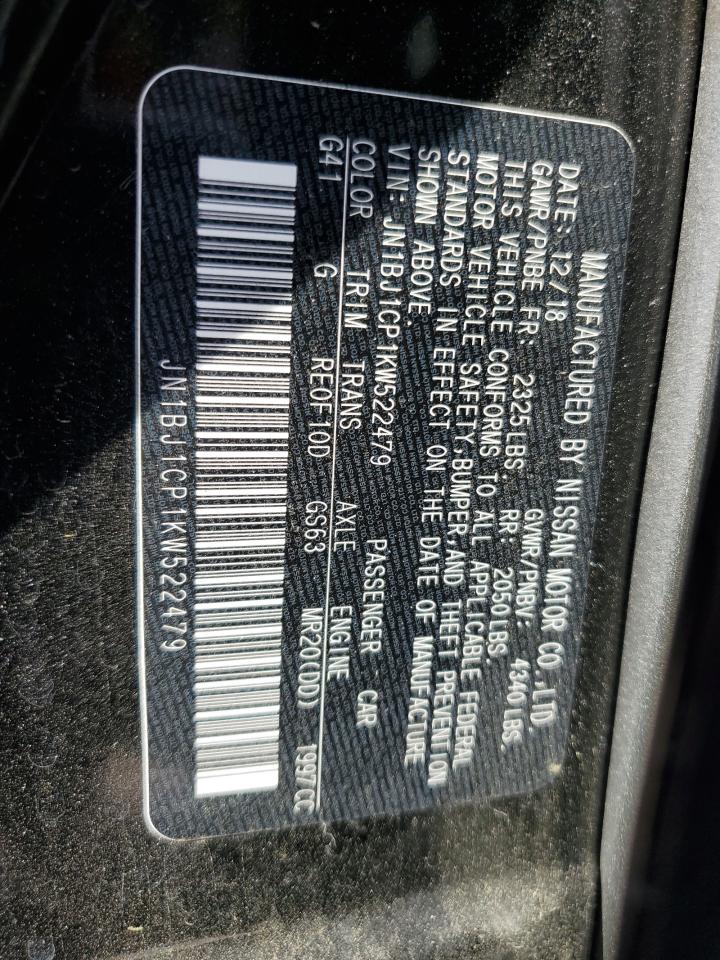 MANUFACTURED BY NISSAN MOTOR CO.,LTD.
DATE: 12/18 GVWR/PNBV: 4340 LBS.
GAWR/PNBE FR: 2325 LBS RR: 2050 LBS.
THIS VEHICLE CONFORMS TO ALL APPLICABLE FEDERAL
MOTOR VEHICLE SAFETY,BUMPER,AND THEFT PREVENTION
STANDARDS IN EFFECT ON THE DATE OF MANUFACTURE
SHOWN ABOVE.
VIN: JN1BJ1CP1KW522479 PASSENGER CAR
COLOR TRIM TRANS AXLE ENGINE
G41 G RE0F10D GS63 MR20(DD) 1997CC
JN1BJ1CP1KW522479